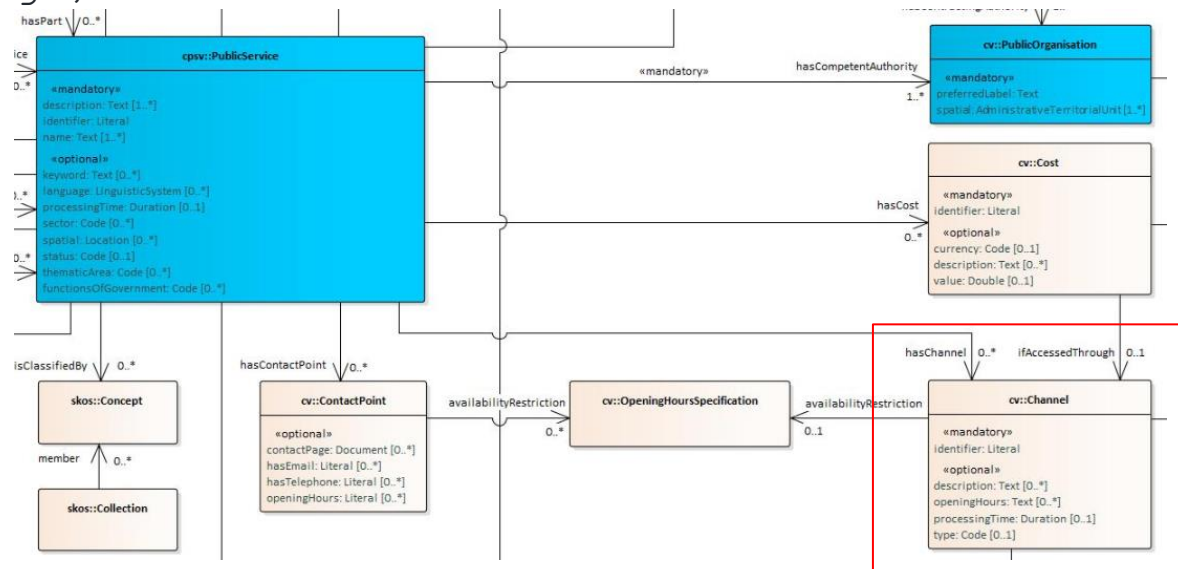 hasPart
0..*
cpsv::PublicService
«mandatory»
description: Text [1..*]
identifier: Literal
name: Text [1..*]
«optional»
keyword: Text [0..*]
language: LinguisticSystem [0..*]
processingTime: Duration [0..1]
sector: Code [0..*]
spatial: Location [0..*]
status: Code [0..1]
thematicArea: Code [0..*]
functionsOfGovernment: Code [0..*]
«mandatory»
hasCompetentAuthority
1..*
cv::PublicOrganisation
«mandatory»
preferredLabel: Text
spatial: AdministrativeTerritorialUnit [1..*]
hasCost
0..*
cv::Cost
«mandatory»
identifier: Literal
«optional»
currency: Code [0..1]
description: Text [0..*]
value: Double [0..1]
isClassifiedBy
0..*
hasContactPoint
0..*
hasChannel
0..*
ifAccessedThrough
0..1
skos::Concept
member
0..*
skos::Collection
cv::ContactPoint
«optional»
contactPage: Document [0..*]
hasEmail: Literal [0..*]
hasTelephone: Literal [0..*]
openingHours: Literal [0..*]
availabilityRestriction
0..*
cv::OpeningHoursSpecification
availabilityRestriction
0..1
cv::Channel
«mandatory»
identifier: Literal
«optional»
description: Text [0..*]
openingHours: Text [0..*]
processingTime: Duration [0..1]
type: Code [0..1]